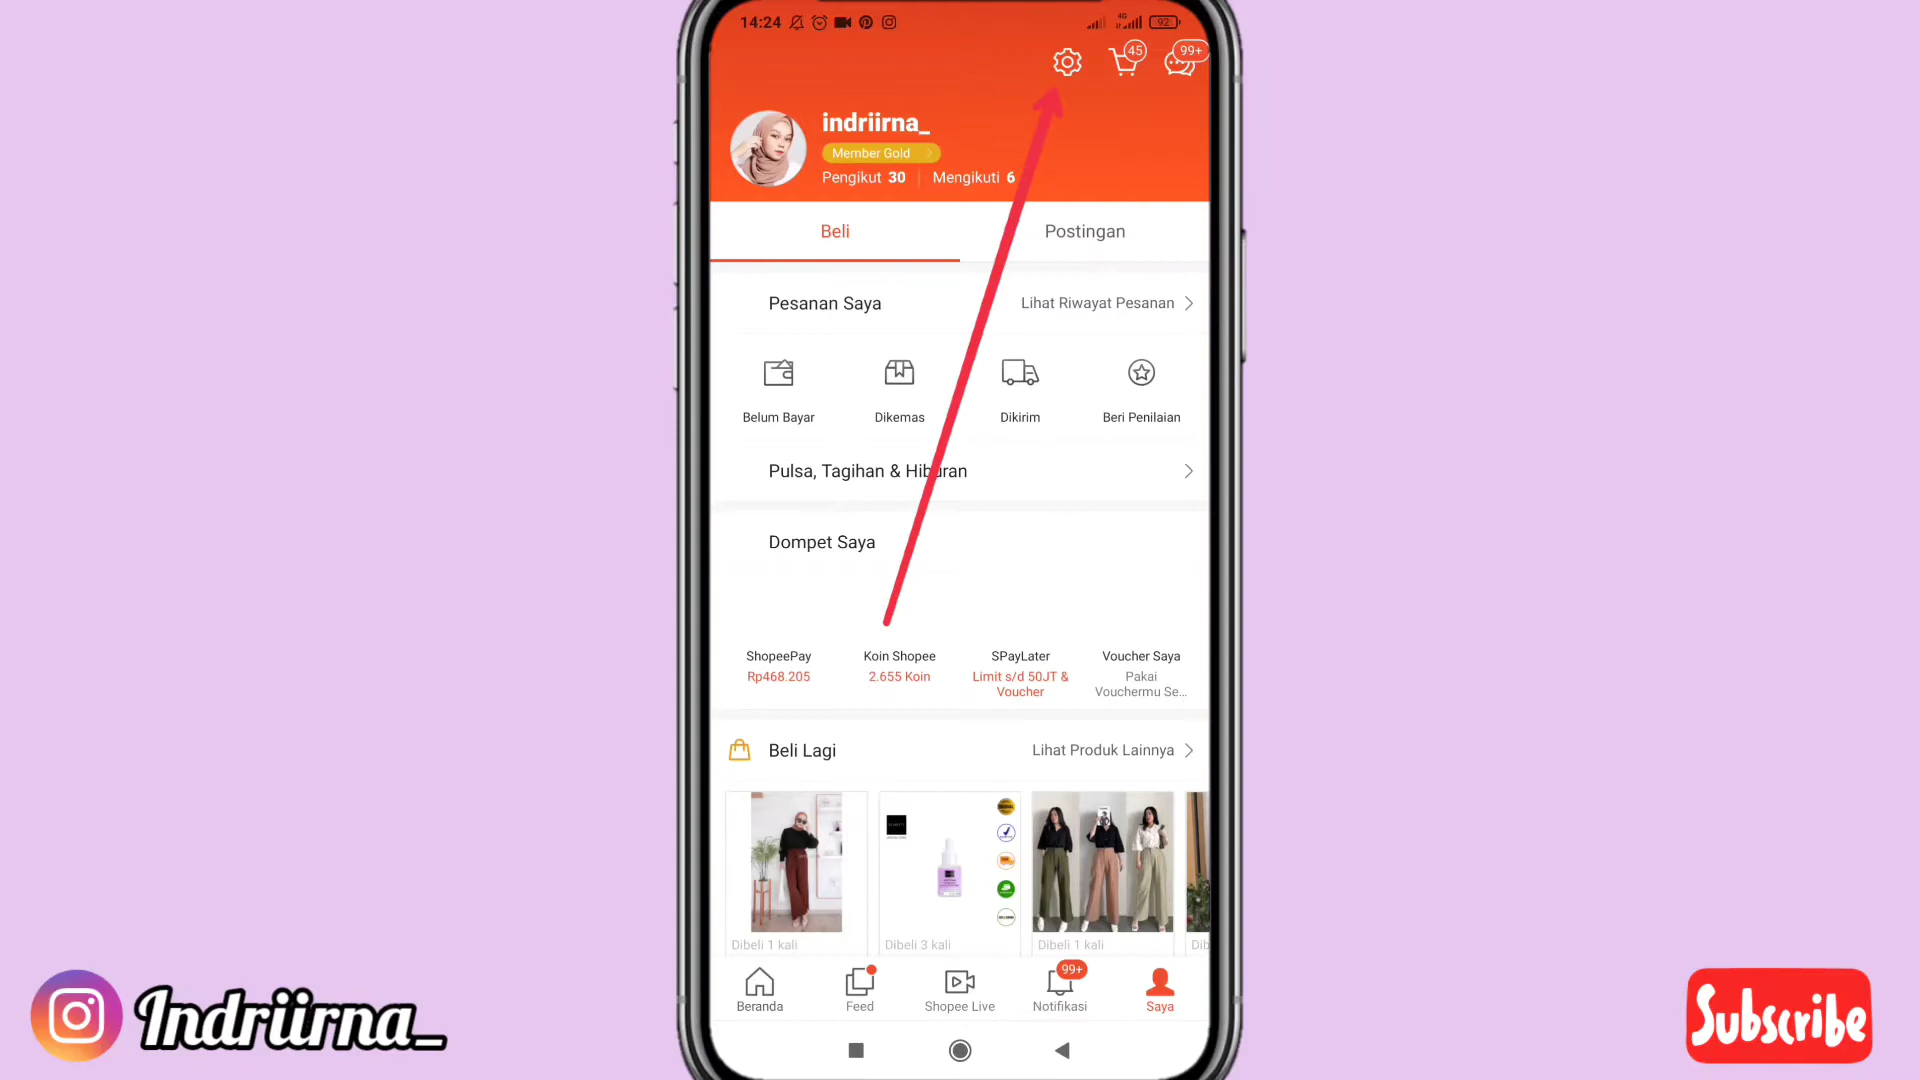 14:24
4G
92
45
99+
indriirna_
Member Gold
Pengikut 30
Mengikuti 6
Beli
Postingan
Pesanan Saya
Lihat Riwayat Pesanan
Belum Bayar
Dikemas
Dikirim
Beri Penilaian
Pulsa, Tagihan & Hiburan
Dompet Saya
ShopeePay
Rp468.205
Koin Shopee
2.655 Koin
SPayLater
Limit s/d 50JT &
Voucher
Voucher Saya
Pakai
Vouchermu Se...
Beli Lagi
Lihat Produk Lainnya
Dibeli 1 kali
Dibeli 3 kali
Dibeli 1 kali
Dib
Beranda
Feed
Shopee Live
99+
Notifikasi
Saya
Indriirna_
Subscribe